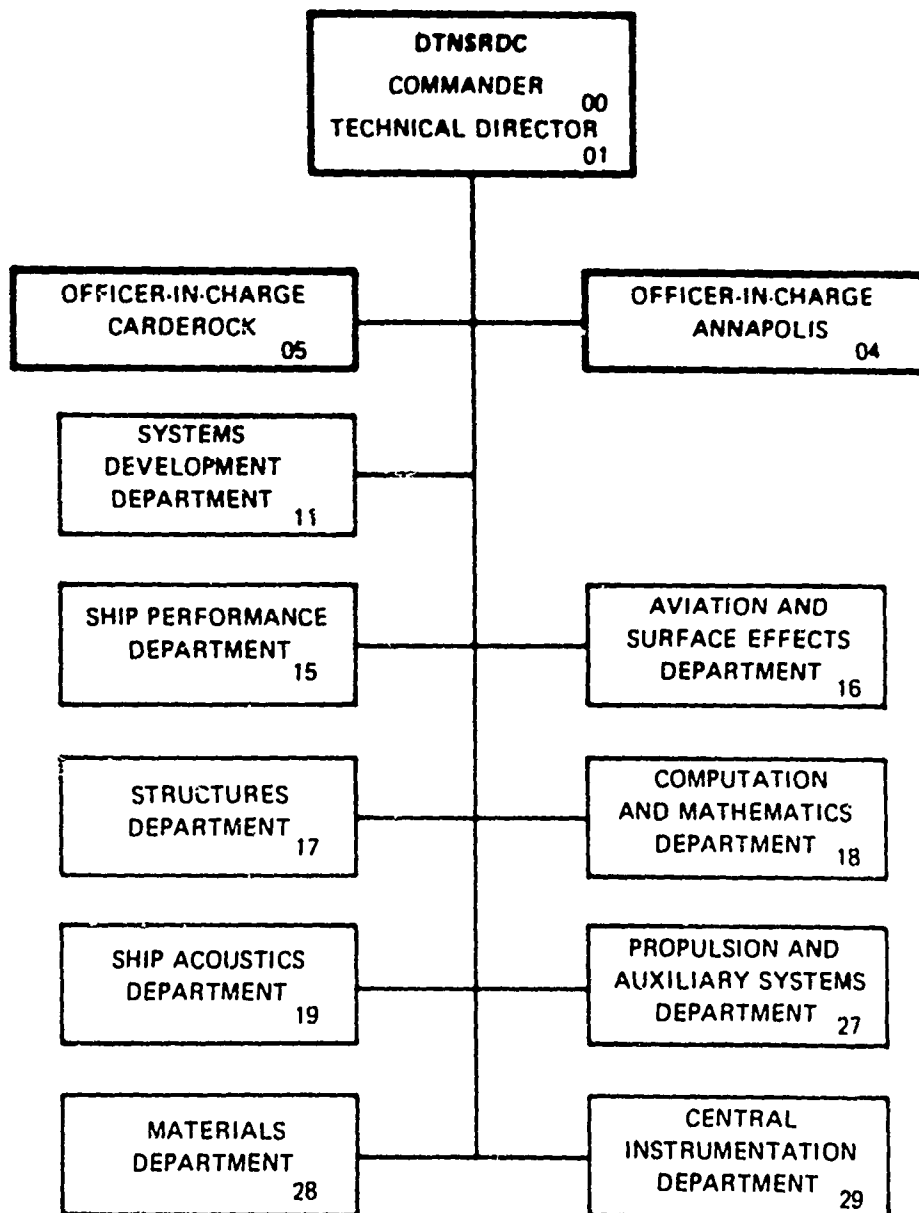 DTNSRDC
COMMANDER
00
TECHNICAL DIRECTOR
01
OFFICER-IN-CHARGE
CARDEROCK
05
OFFICER-IN-CHARGE
ANNAPOLIS
04
SYSTEMS
DEVELOPMENT
DEPARTMENT
11
SHIP PERFORMANCE
DEPARTMENT
15
AVIATION AND
SURFACE EFFECTS
DEPARTMENT
16
STRUCTURES
DEPARTMENT
17
COMPUTATION
AND MATHEMATICS
DEPARTMENT
18
SHIP ACOUSTICS
DEPARTMENT
19
PROPULSION AND
AUXILIARY SYSTEMS
DEPARTMENT
27
MATERIALS
DEPARTMENT
28
CENTRAL
INSTRUMENTATION
DEPARTMENT
29